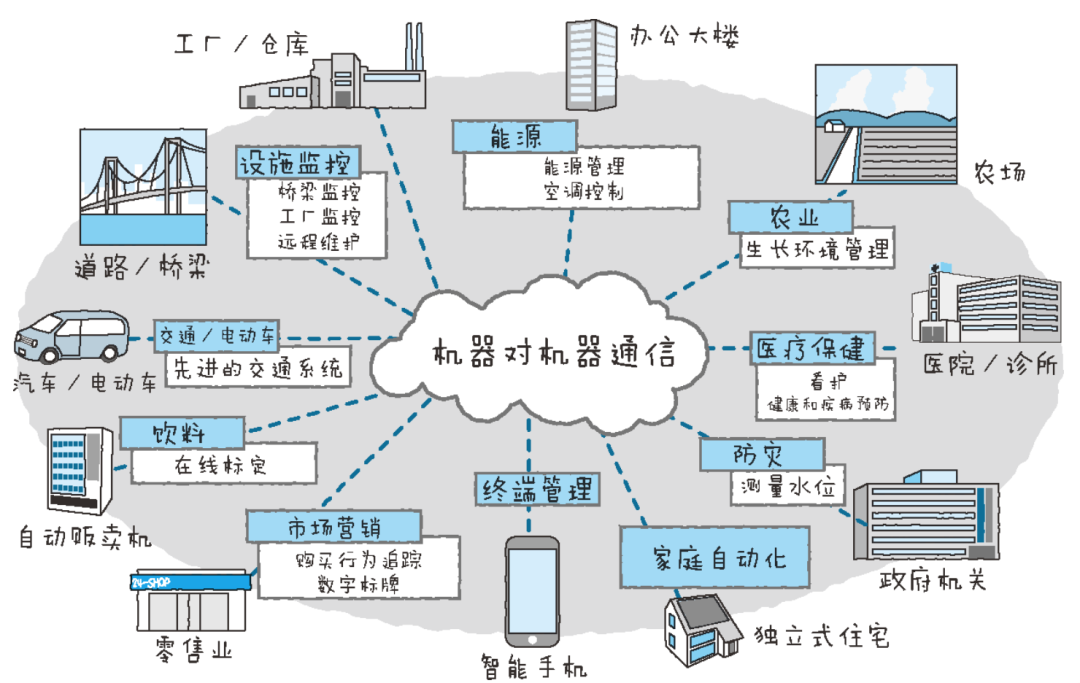 工厂／仓库
办公大楼
能源
能源管理
空调控制
设施监控
桥梁监控
工厂监控
远程维护
农场
农业
生长环境管理
道路／桥梁
交通／电动车
先进的交通系统
汽车／电动车
机器对机器通信
医疗保健
看护
健康和疾病预防
医院／诊所
饮料
在线标定
自动贩卖机
防灾
测量水位
终端管理
市场营销
购买行为追踪
数字标牌
家庭自动化
政府机关
24-SHOP
零售业
智能手机
独立式住宅